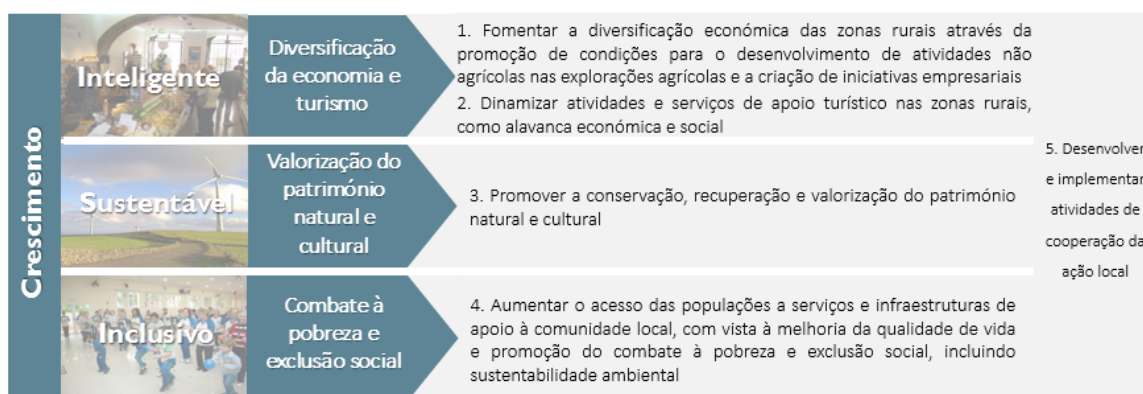 Crescimento
Inteligente
Diversificação
da economia e
turismo
1. Fomentar a diversificação económica das zonas rurais através da
promoção de condições para o desenvolvimento de atividades não
agrícolas nas explorações agrícolas e a criação de iniciativas empresariais
2. Dinamizar atividades e serviços de apoio turístico nas zonas rurais,
como alavanca económica e social
Sustentável
Valorização do
património
natural e
cultural
3. Promover a conservação, recuperação e valorização do património
natural e cultural
Inclusivo
Combate à
pobreza e
exclusão social
4. Aumentar o acesso das populações a serviços e infraestruturas de
apoio à comunidade local, com vista à melhoria da qualidade de vida
e promoção do combate à pobreza e exclusão social, incluindo
sustentabilidade ambiental
5. Desenvolver
e implementar
atividades de
cooperação da
ação local